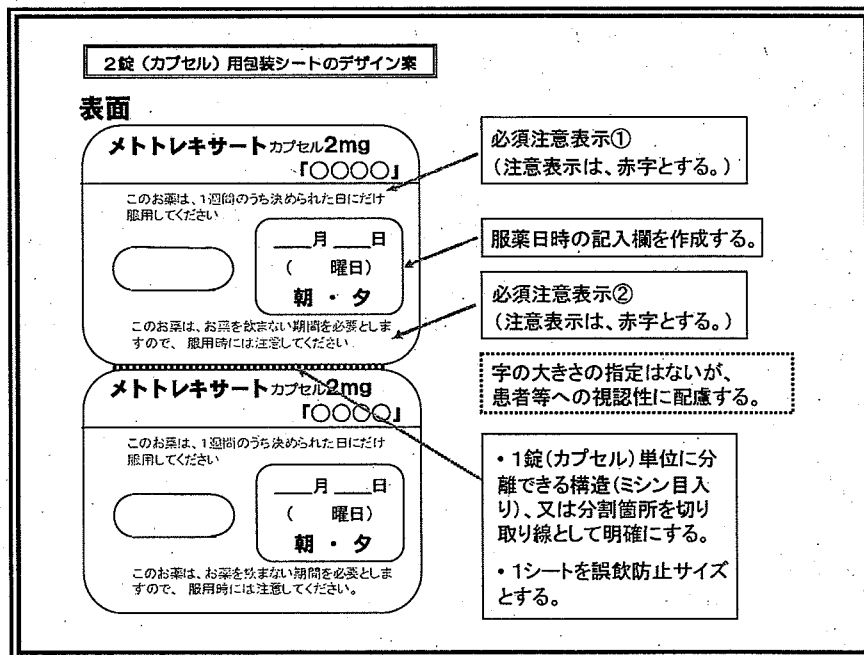 2錠(カプセル)用包装シートのデザイン案
表面
メトトレキサートカプセル2mg
「○○○○」
このお薬は、1週間のうち決められた日にだけ
服用してください
___月___日
(　曜日)
朝・夕
このお薬は、お薬を飲まない期間を必要としま
すので、服用時には注意してください
メトトレキサートカプセル2mg
「○○○○」
このお薬は、1週間のうち決められた日にだけ
服用してください
___月___日
(　曜日)
朝・夕
このお薬は、お薬を飲まない期間を必要としま
すので、服用時には注意してください。
必須注意表示①
(注意表示は、赤字とする。)
服薬日時の記入欄を作成する。
必須注意表示②
(注意表示は、赤字とする。)
字の大きさの指定はないが、
患者等への視認性に配慮する。
・1錠(カプセル)単位に分
離できる構造(ミシン目入
り)、又は分割箇所を切り
取り線として明確にする。
・1シートを誤飲防止サイズ
とする。